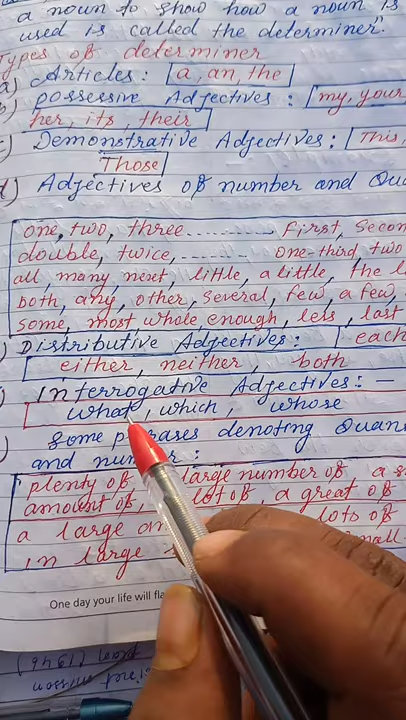 a noun to show how a noun is
used is called the determiner".
Types of determiner
a) Articles: [a, an, the]
) possessive Adjectives : [my, your
her, its, their]
) Demonstrative Adjectives: [This,
Those]
d) Adjectives of number and Qua
one, two, three.......... First, Secon
double, twice,........ One-third, two
all, many, next, little, a little, the l
both, any, other, several, few, a few,
some, most, whole, enough, less, last
) Distributive Adjectives: [each
either, neither, both
) Interrogative Adjectives:-
what, which, whose
) Some phrases denoting Quan
and number:
plenty of large number of a s
amount of, lot of, a great of
a large lots of
in large mall
One day your life will fla